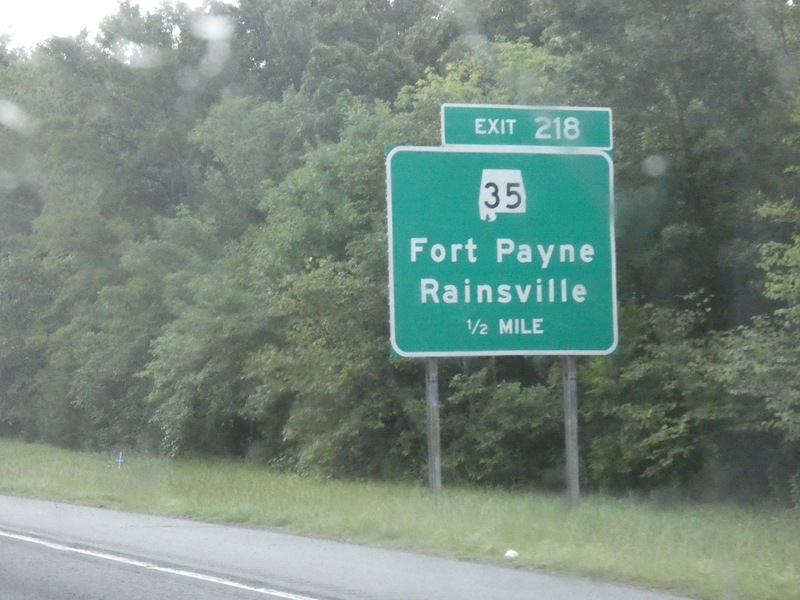 EXIT 218
35
Fort Payne
Rainsville
½ MILE